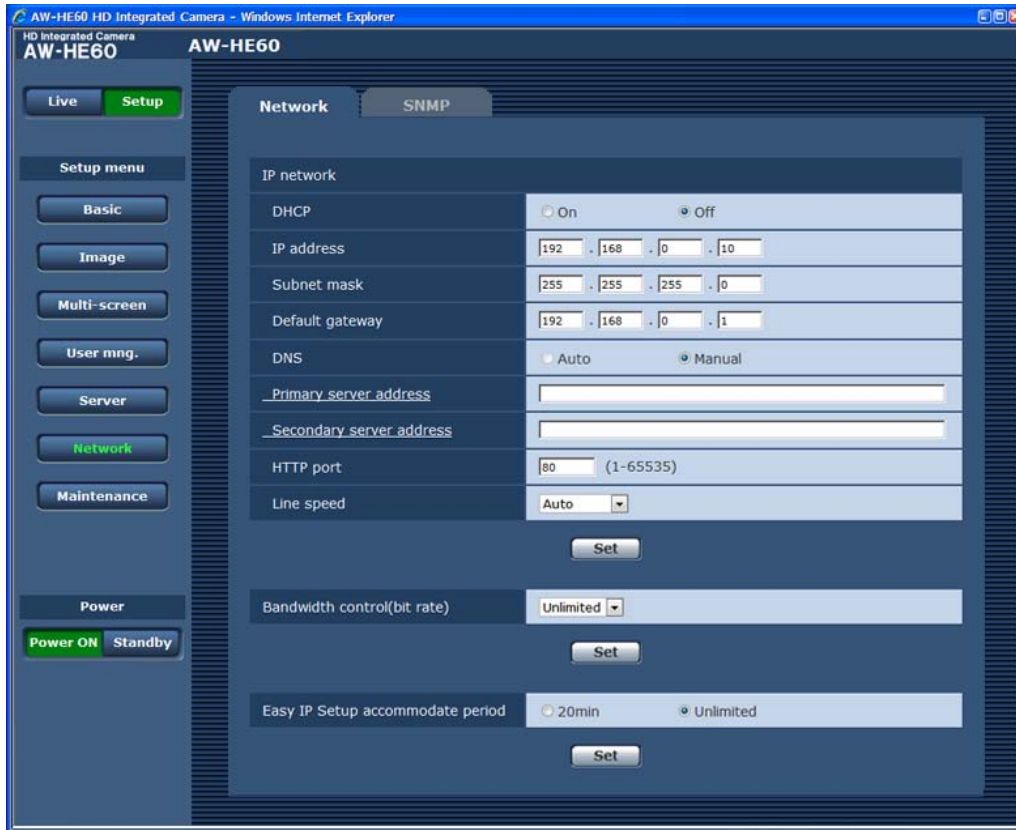 AW-HE60 HD Integrated Camera - Windows Internet Explorer
HD Integrated Camera
AW-HE60
AW-HE60
Live
Setup
Setup menu
Basic
Image
Multi-screen
User mng.
Server
Network
Maintenance
Power
Power ON
Standby
Network
SNMP
IP network
DHCP
On
Off
IP address
192 . 168 . 0 . 10
Subnet mask
255 . 255 . 255 . 0
Default gateway
192 . 168 . 0 . 1
DNS
Auto
Manual
Primary server address
Secondary server address
HTTP port
80 (1-65535)
Line speed
Auto
Set
Bandwidth control(bit rate)
Unlimited
Set
Easy IP Setup accommodate period
20min
Unlimited
Set